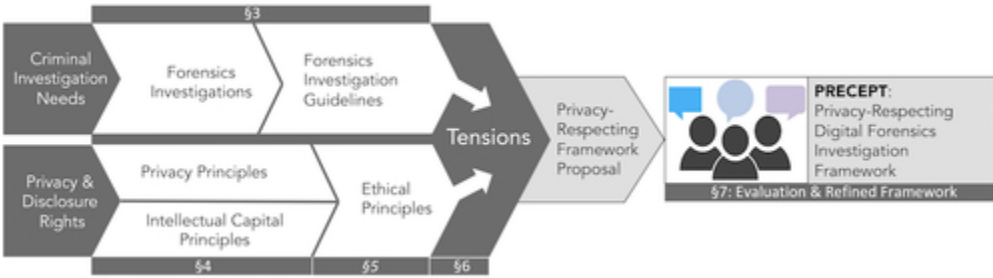 §3
Criminal
Investigation
Needs
Forensics
Investigations
Forensics
Investigation
Guidelines
Tensions
Privacy-
Respecting
Framework
Proposal
PRECEPT:
Privacy-Respecting
Digital Forensics
Investigation
Framework
§7: Evaluation & Refined Framework
Privacy &
Disclosure
Rights
Privacy Principles
Intellectual Capital
Principles
Ethical
Principles
§4
§5
§6